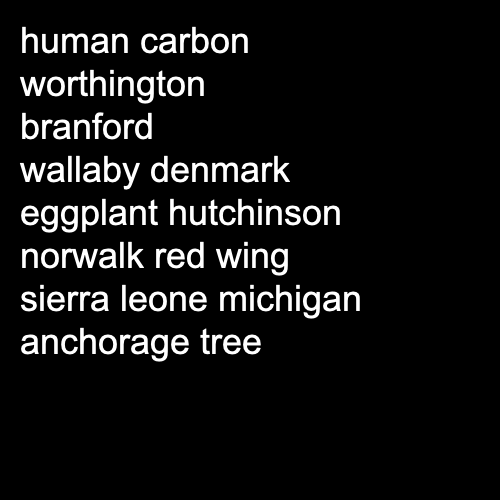 human carbon
worthington
branford
wallaby denmark
eggplant hutchinson
norwalk red wing
sierra leone michigan
anchorage tree